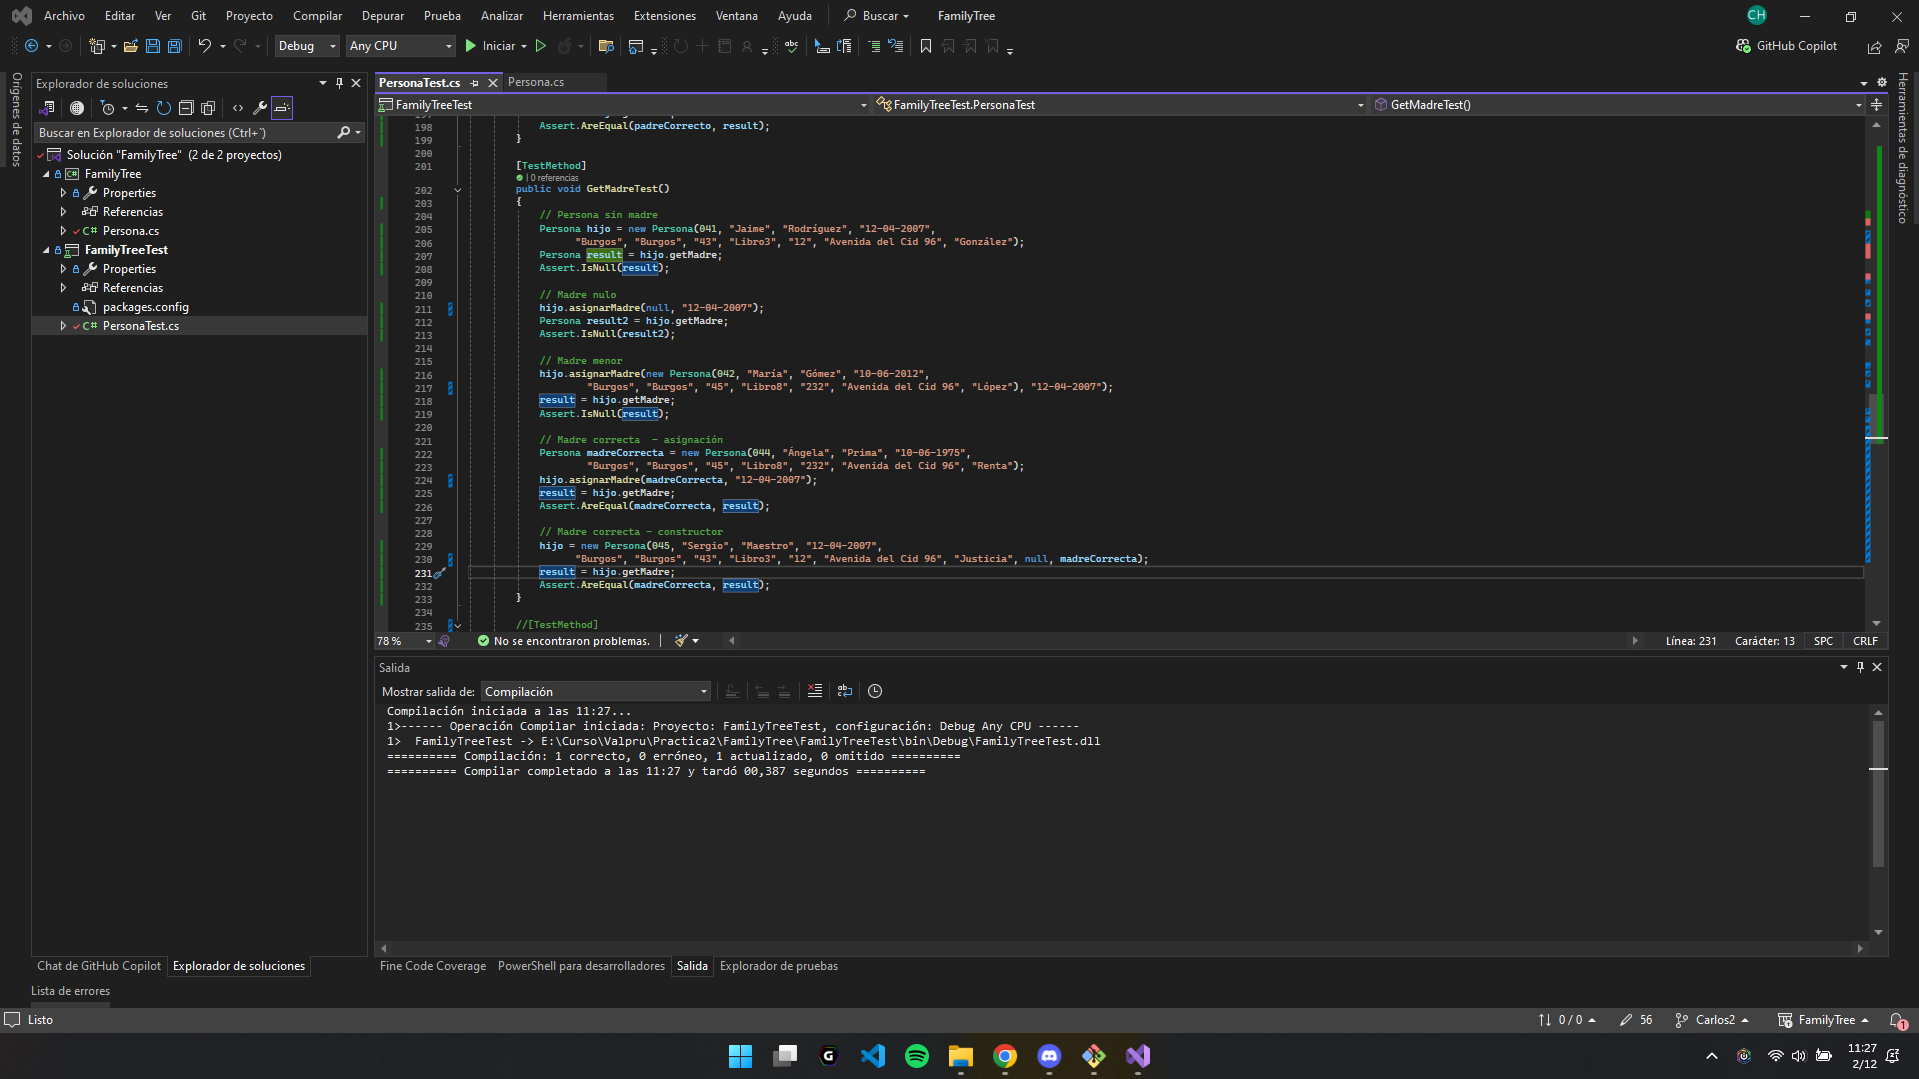 Archivo Editar Ver Git Proyecto Compilar Depurar Prueba Analizar Herramientas Extensiones Ventana Ayuda Buscar FamilyTree CH
Debug Any CPU Iniciar GitHub Copilot
Orígenes de datos
Explorador de soluciones
Buscar en Explorador de soluciones (Ctrl+`)
Solución "FamilyTree" (2 de 2 proyectos)
FamilyTree
Properties
Referencias
C# Persona.cs
FamilyTreeTest
Properties
Referencias
packages.config
C# PersonaTest.cs
PersonaTest.cs Persona.cs
FamilyTreeTest FamilyTreeTest.PersonaTest GetMadreTest()
198 Assert.AreEqual(padreCorrecto, result);
199 }
200
201 [TestMethod]
| 0 referencias
202 public void GetMadreTest()
203 {
204 // Persona sin madre
205 Persona hijo = new Persona(041, "Jaime", "Rodríguez", "12-04-2007",
206 "Burgos", "Burgos", "43", "Libro3", "12", "Avenida del Cid 96", "González");
207 Persona result = hijo.getMadre;
208 Assert.IsNull(result);
209
210 // Madre nulo
211 hijo.asignarMadre(null, "12-04-2007");
212 Persona result2 = hijo.getMadre;
213 Assert.IsNull(result2);
214
215 // Madre menor
216 hijo.asignarMadre(new Persona(042, "María", "Gómez", "10-06-2012",
217 "Burgos", "Burgos", "45", "Libro8", "232", "Avenida del Cid 96", "López"), "12-04-2007");
218 result = hijo.getMadre;
219 Assert.IsNull(result);
220
221 // Madre correcta - asignación
222 Persona madreCorrecta = new Persona(044, "Ángela", "Prima", "10-06-1975",
223 "Burgos", "Burgos", "45", "Libro8", "232", "Avenida del Cid 96", "Renta");
224 hijo.asignarMadre(madreCorrecta, "12-04-2007");
225 result = hijo.getMadre;
226 Assert.AreEqual(madreCorrecta, result);
227
228 // Madre correcta - constructor
229 hijo = new Persona(045, "Sergio", "Maestro", "12-04-2007",
230 "Burgos", "Burgos", "43", "Libro3", "12", "Avenida del Cid 96", "Justicia", null, madreCorrecta);
231 result = hijo.getMadre;
232 Assert.AreEqual(madreCorrecta, result);
233 }
234
235 //[TestMethod]
78 % No se encontraron problemas. Línea: 231 Carácter: 13 SPC CRLF
Herramientas de diagnóstico
Salida
Mostrar salida de: Compilación
Compilación iniciada a las 11:27...
1>------ Operación Compilar iniciada: Proyecto: FamilyTreeTest, configuración: Debug Any CPU ------
1> FamilyTreeTest -> E:\Curso\Valpru\Practica2\FamilyTree\FamilyTreeTest\bin\Debug\FamilyTreeTest.dll
========== Compilación: 1 correcto, 0 erróneo, 1 actualizado, 0 omitido ==========
========== Compilar completado a las 11:27 y tardó 00,387 segundos ==========
Chat de GitHub Copilot Explorador de soluciones Fine Code Coverage PowerShell para desarrolladores Salida Explorador de pruebas
Lista de errores
Listo 0 / 0 56 Carlos2 FamilyTree 1
11:27
2/12